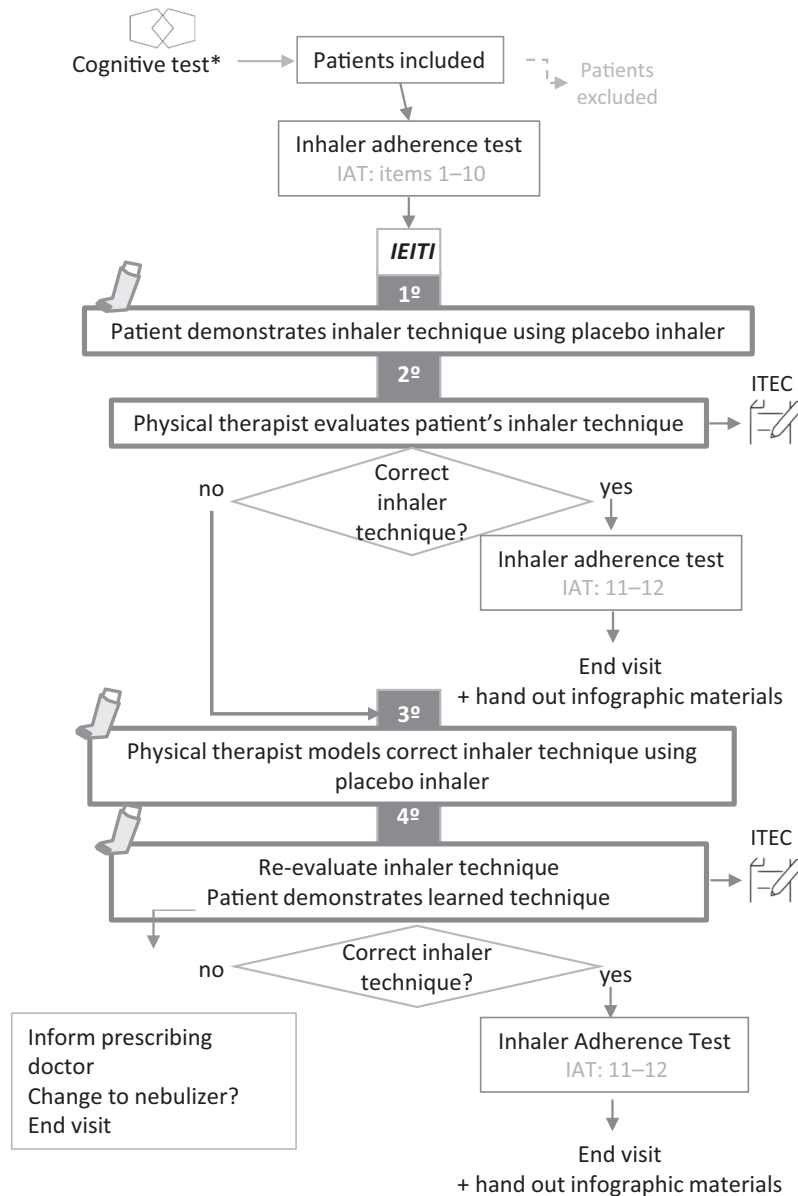 Cognitive test*
Patients included
Patients
excluded
Inhaler adherence test
IAT: items 1–10
IEITI
1º
Patient demonstrates inhaler technique using placebo inhaler
2º
ITEC
Physical therapist evaluates patient’s inhaler technique
Correct
inhaler
technique?
no
yes
Inhaler adherence test
IAT: 11–12
End visit
+ hand out infographic materials
3º
Physical therapist models correct inhaler technique using
placebo inhaler
4º
ITEC
Re-evaluate inhaler technique
Patient demonstrates learned technique
Correct inhaler
technique?
no
yes
Inform prescribing
doctor
Change to nebulizer?
End visit
Inhaler Adherence Test
IAT: 11–12
End visit
+ hand out infographic materials